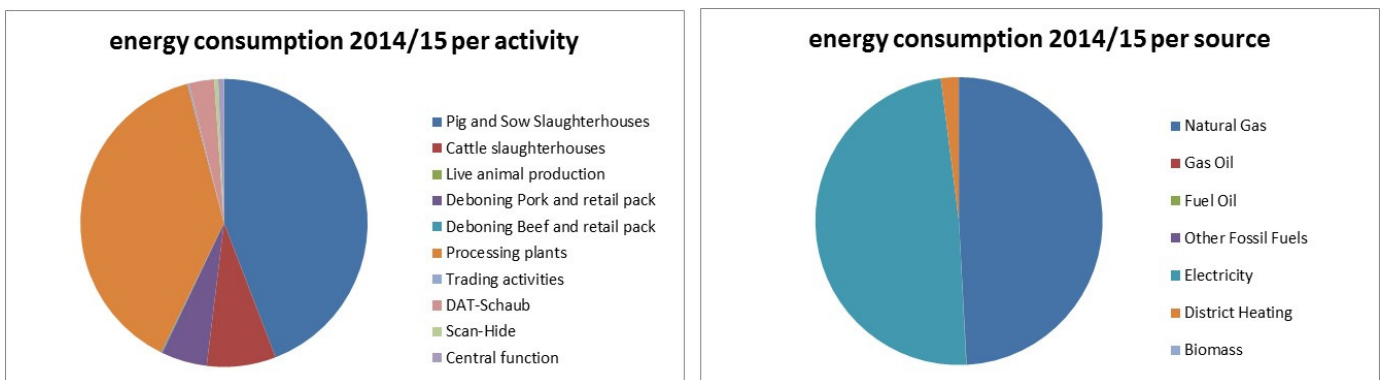 energy consumption 2014/15 per activity
Pig and Sow Slaughterhouses
Cattle slaughterhouses
Live animal production
Deboning Pork and retail pack
Deboning Beef and retail pack
Processing plants
Trading activities
DAT-Schaub
Scan-Hide
Central function
energy consumption 2014/15 per source
Natural Gas
Gas Oil
Fuel Oil
Other Fossil Fuels
Electricity
District Heating
Biomass